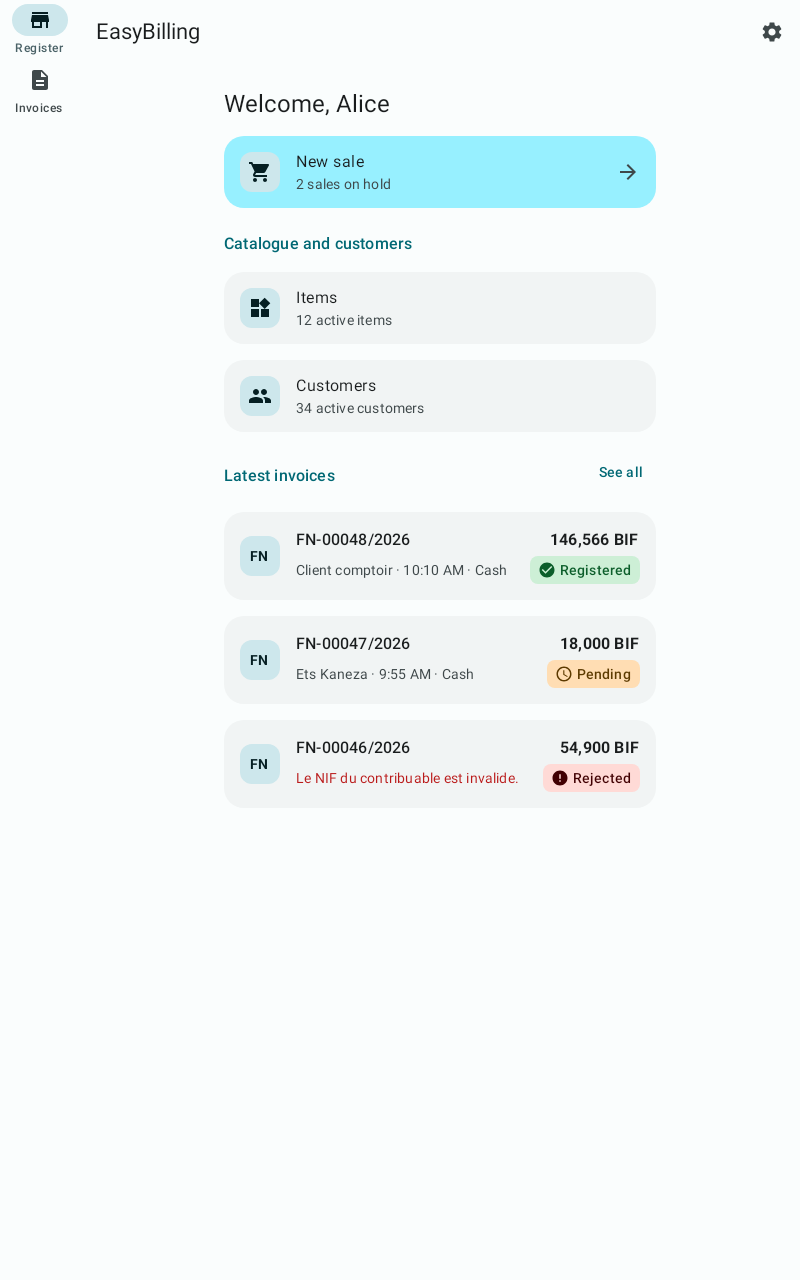 Register
EasyBilling
Invoices
Welcome, Alice
New sale
2 sales on hold
Catalogue and customers
Items
12 active items
Customers
34 active customers
Latest invoices
See all
FN
FN-00048/2026
146,566 BIF
Client comptoir · 10:10 AM · Cash
Registered
FN
FN-00047/2026
18,000 BIF
Ets Kaneza · 9:55 AM · Cash
Pending
FN
FN-00046/2026
54,900 BIF
Le NIF du contribuable est invalide.
Rejected